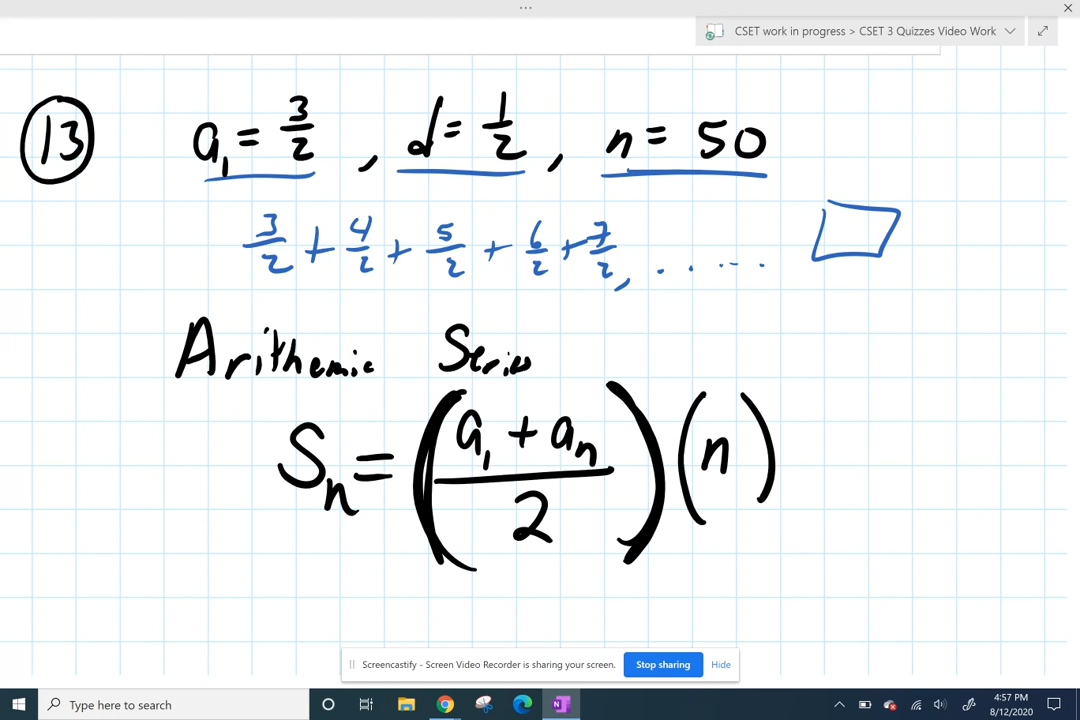 CSET work in progress > CSET 3 Quizzes Video Work
13 a₁ = 3/2 , d = 1/2 , n = 50
3/2 + 4/2 + 5/2 + 6/2 + 7/2 , . . . . . .
Arithemic Series
Sₙ = ((a₁ + aₙ)/2) (n)
Screencastify - Screen Video Recorder is sharing your screen. Stop sharing Hide
Type here to search
4:57 PM
8/12/2020